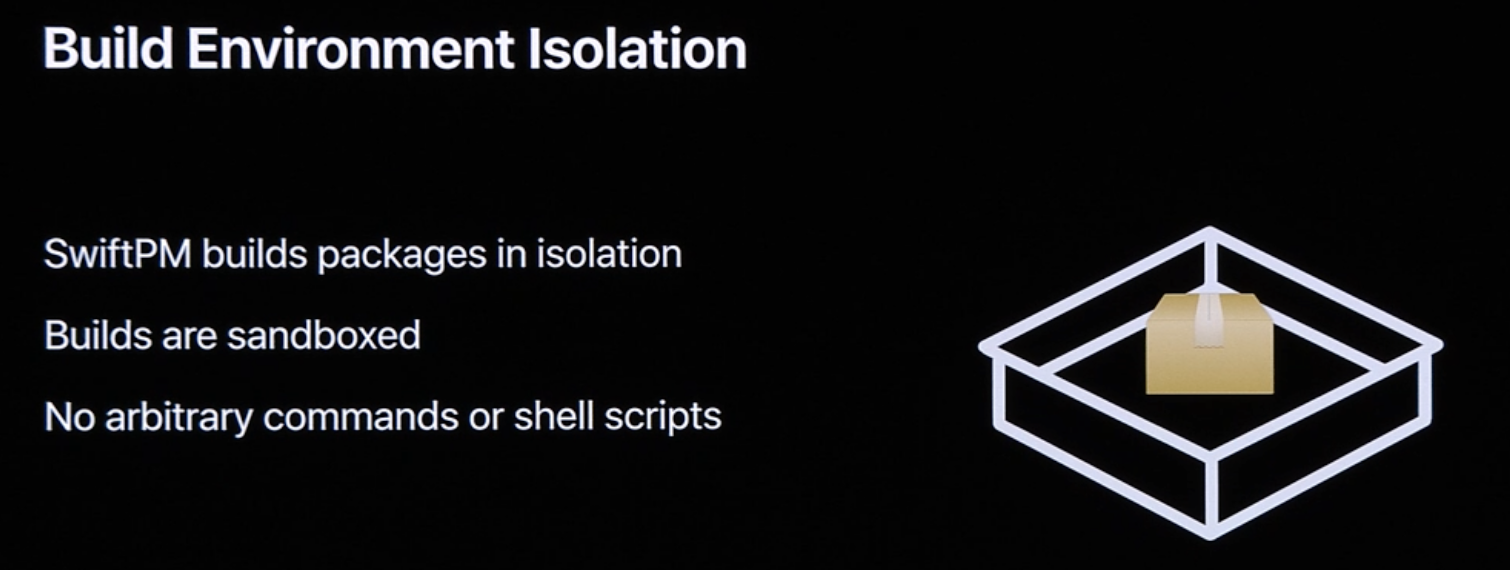 Build Environment Isolation
SwiftPM builds packages in isolation
Builds are sandboxed
No arbitrary commands or shell scripts